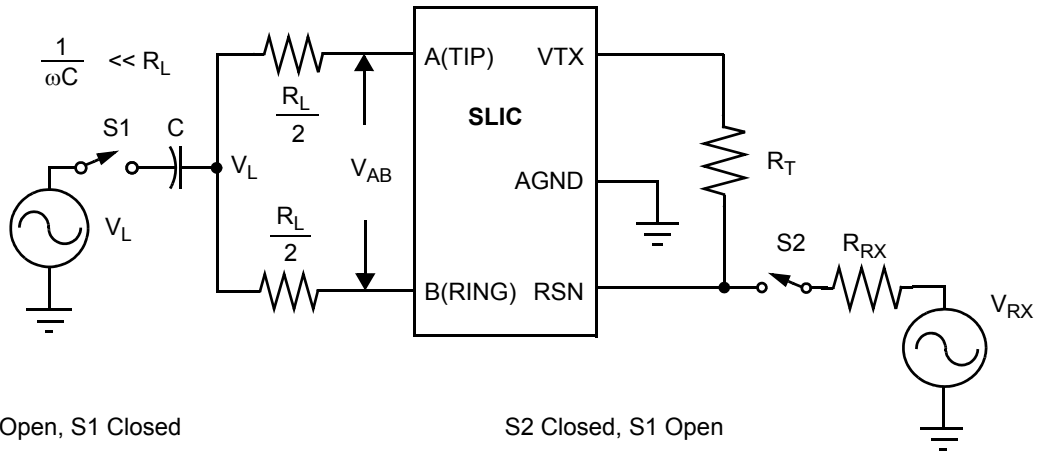 1
ωC
<< R_L
R_L
2
A(TIP)
VTX
SLIC
S1
C
V_L
V_AB
R_T
AGND
V_L
R_L
2
S2
R_RX
B(RING)
RSN
V_RX
Open, S1 Closed
S2 Closed, S1 Open